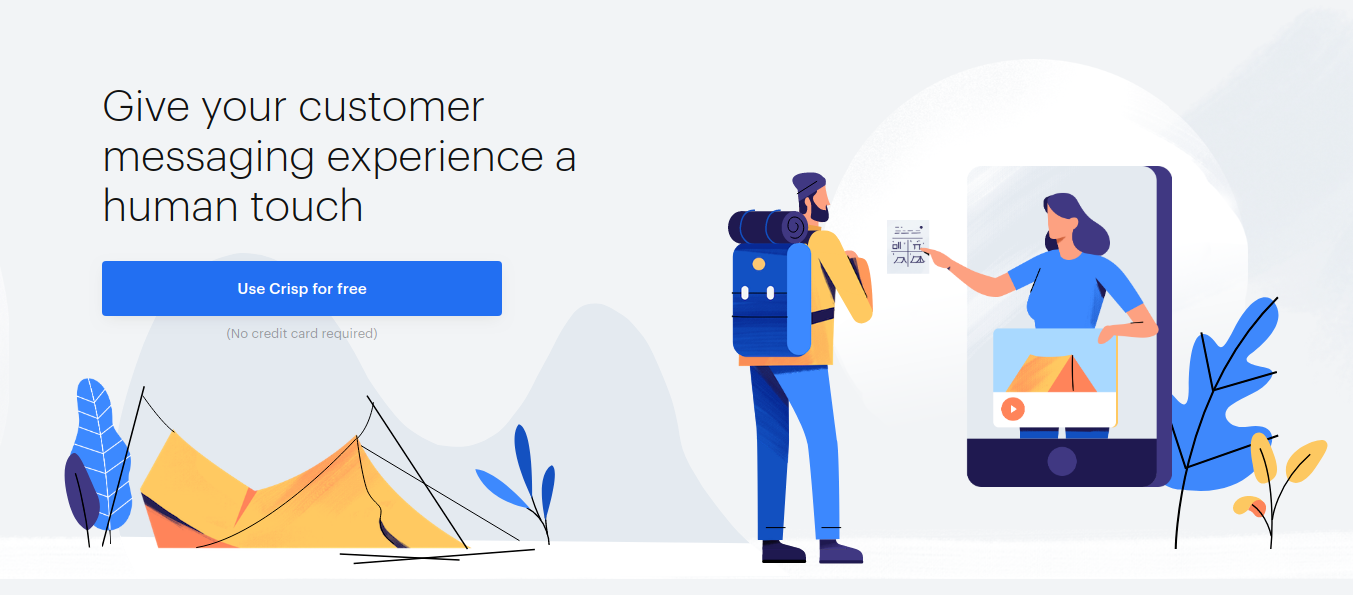 Give your customer
messaging experience a
human touch
Use Crisp for free
(No credit card required)